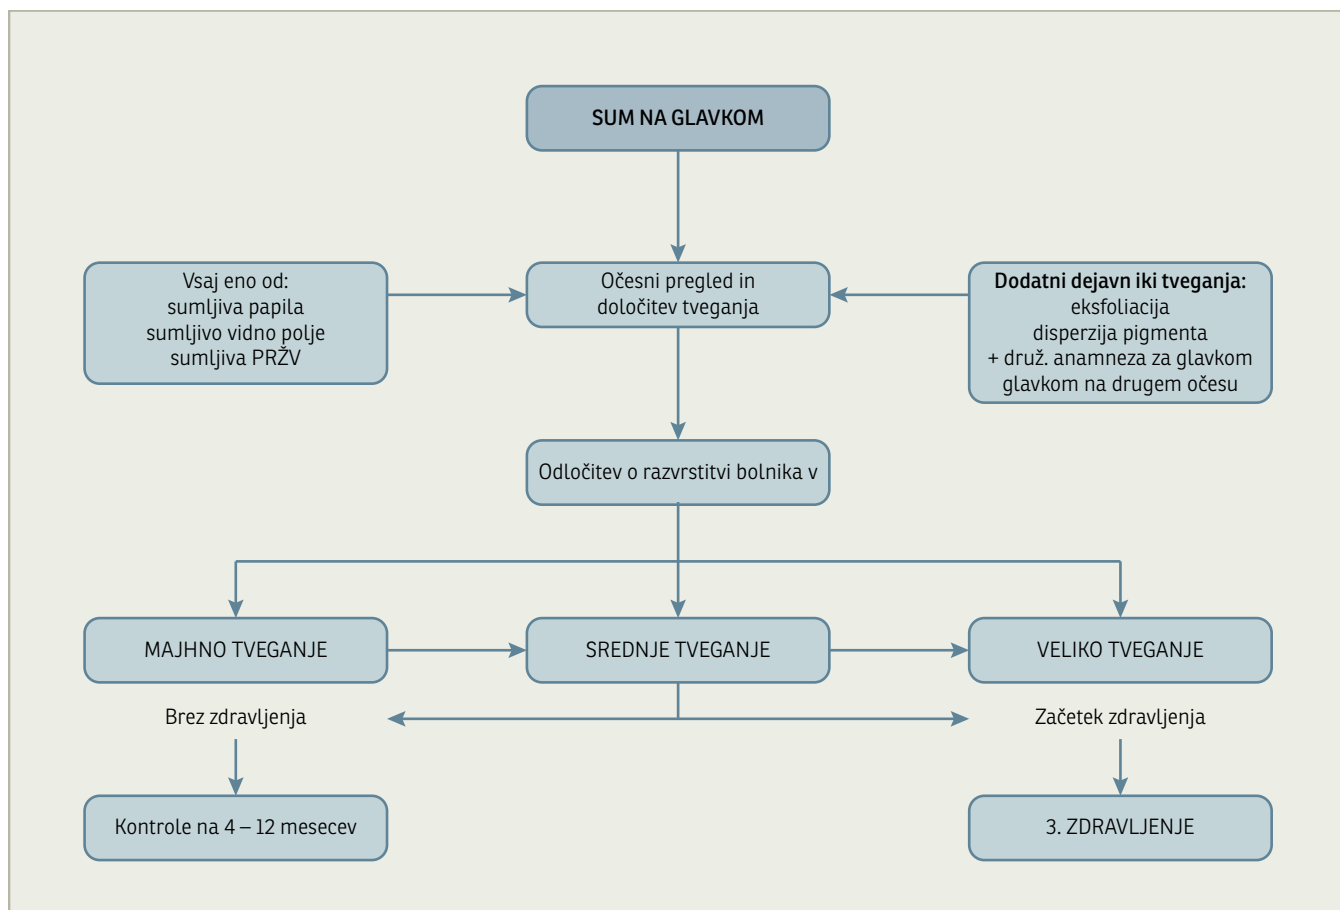 SUM NA GLAVKOM
Vsaj eno od:
sumljiva papila
sumljivo vidno polje
sumljiva PRŽV
Očesni pregled in
določitev tveganja
Dodatni dejavn iki tveganja:
eksfoliacija
disperzija pigmenta
+ druž. anamneza za glavkom
glavkom na drugem očesu
Odločitev o razvrstitvi bolnika v
MAJHNO TVEGANJE
SREDNJE TVEGANJE
VELIKO TVEGANJE
Brez zdravljenja
Začetek zdravljenja
Kontrole na 4 – 12 mesecev
3. ZDRAVLJENJE